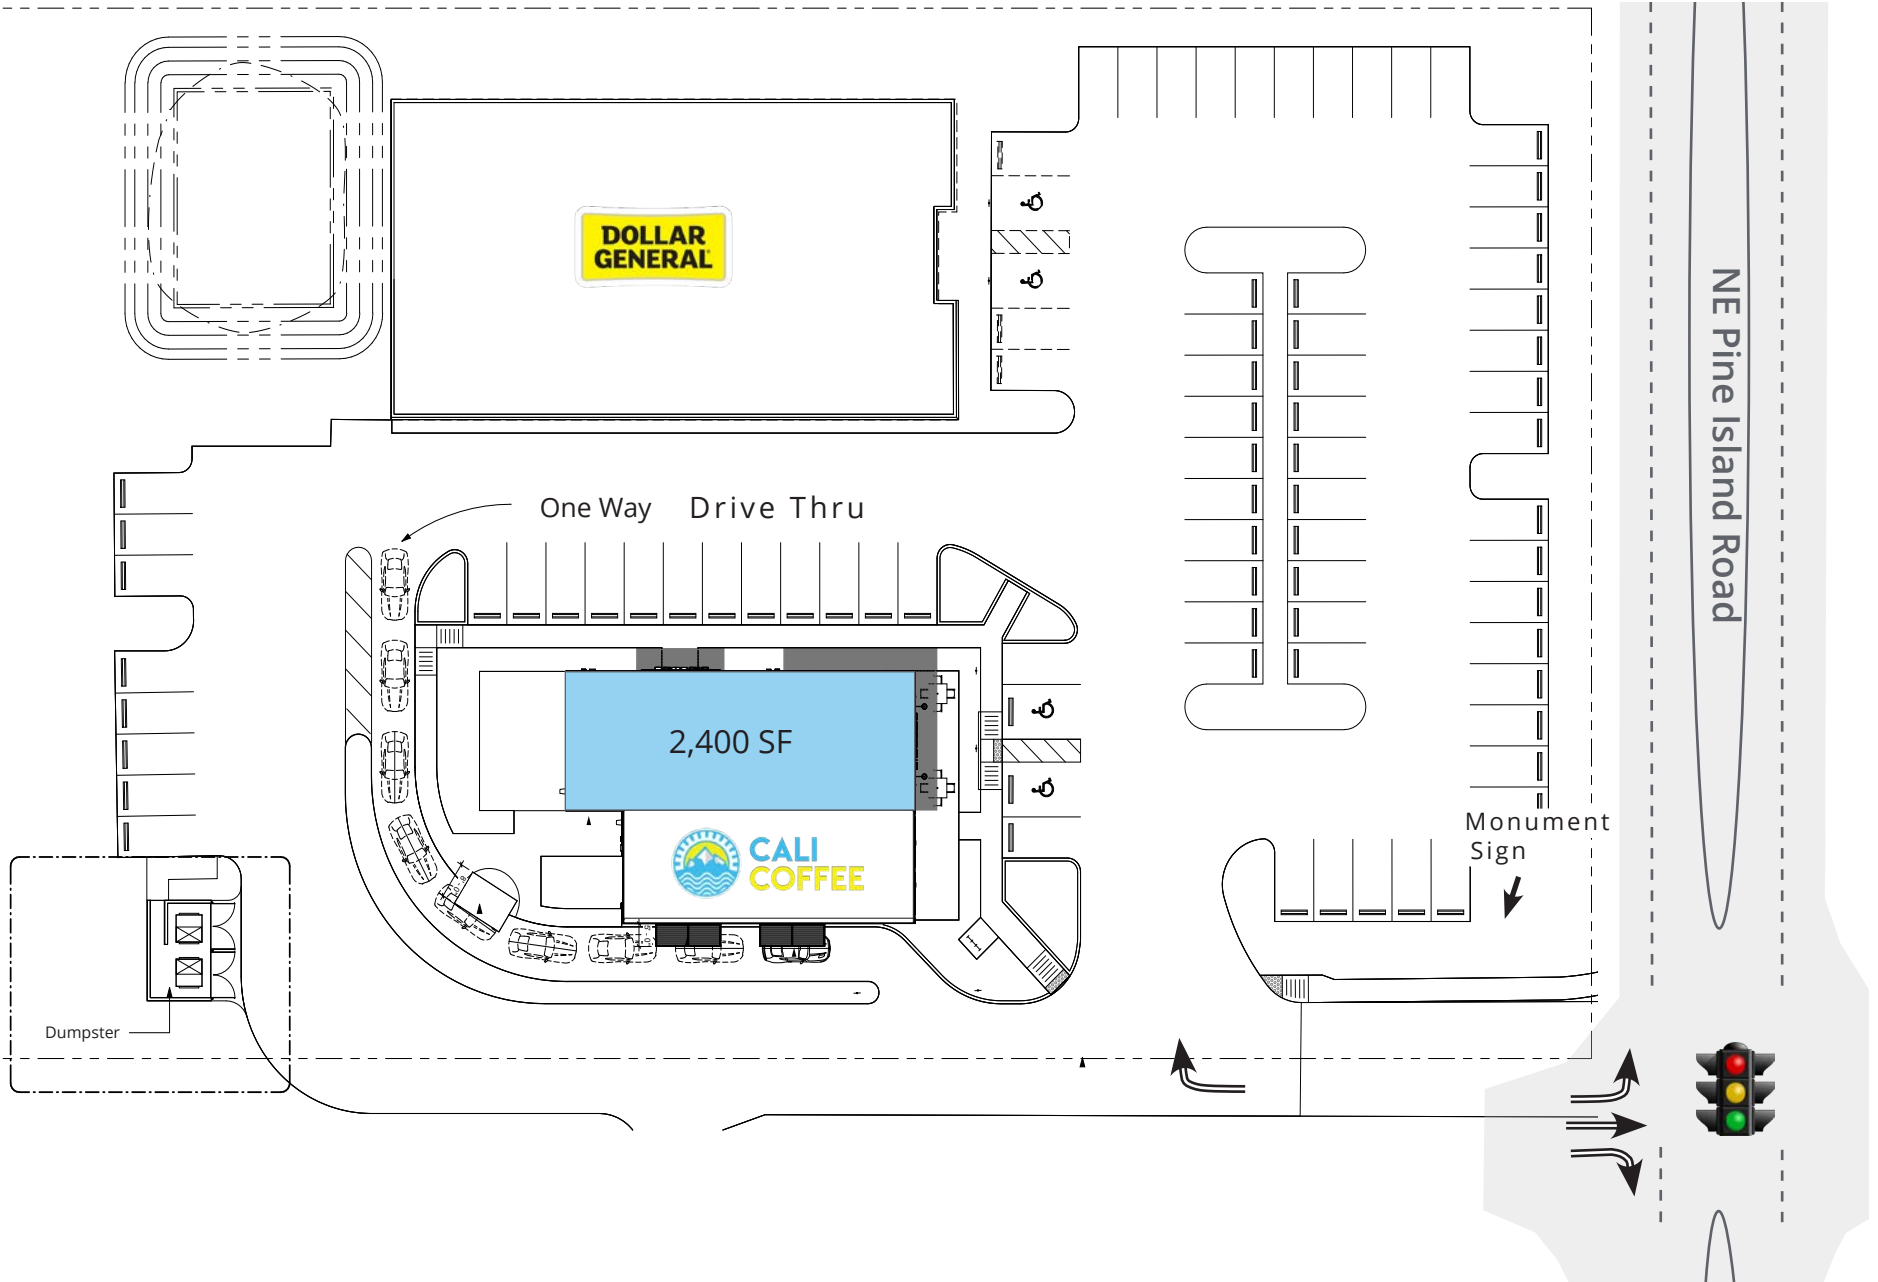 DOLLAR
GENERAL
NE Pine Island Road
One Way Drive Thru
2,400 SF
CALI
COFFEE
Monument
Sign
Dumpster